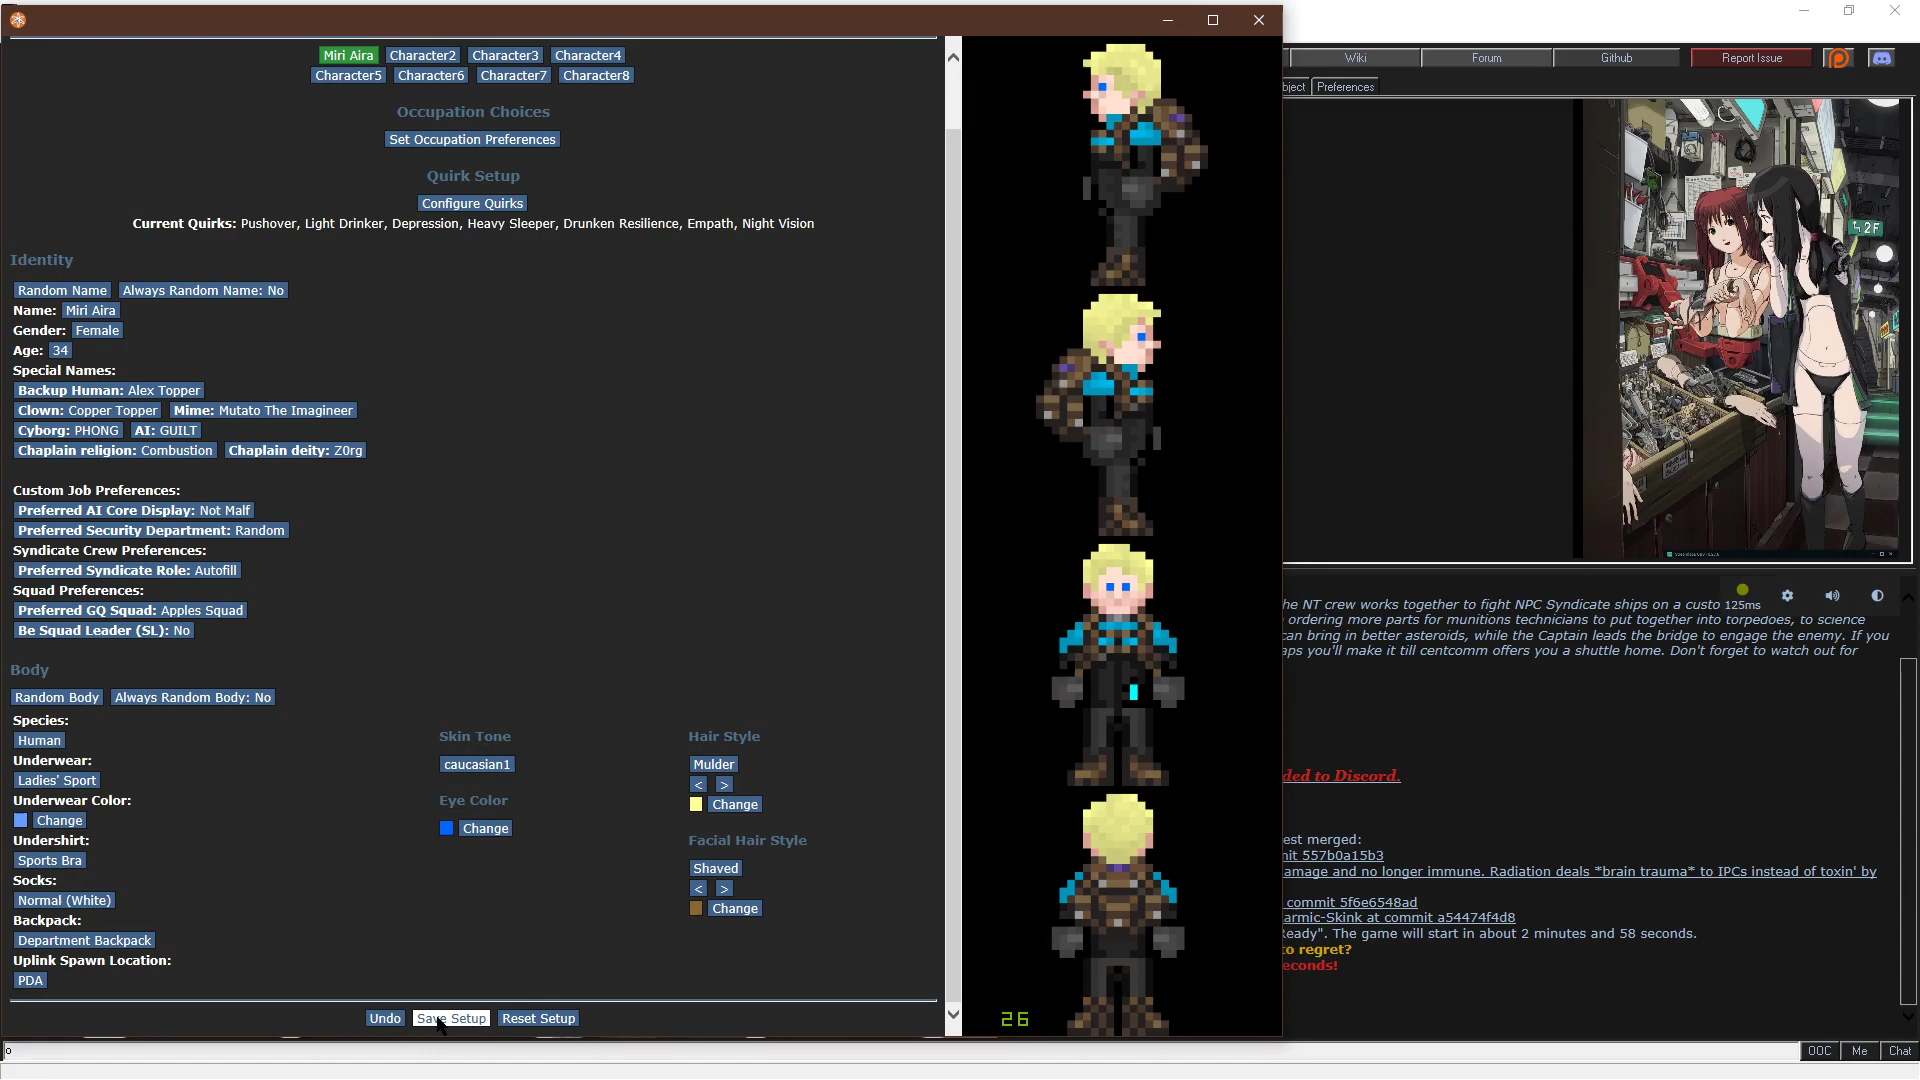 Miri Aira Character2 Character3 Character4
Character5 Character6 Character7 Character8
Occupation Choices
Set Occupation Preferences
Quirk Setup
Configure Quirks
Current Quirks: Pushover, Light Drinker, Depression, Heavy Sleeper, Drunken Resilience, Empath, Night Vision
Identity
Random Name Always Random Name: No
Name: Miri Aira
Gender: Female
Age: 34
Special Names:
Backup Human: Alex Topper
Clown: Copper Topper Mime: Mutato The Imagineer
Cyborg: PHONG AI: GUILT
Chaplain religion: Combustion Chaplain deity: Z0rg
Custom Job Preferences:
Preferred AI Core Display: Not Malf
Preferred Security Department: Random
Syndicate Crew Preferences:
Preferred Syndicate Role: Autofill
Squad Preferences:
Preferred GQ Squad: Apples Squad
Be Squad Leader (SL): No
Body
Random Body Always Random Body: No
Species:
Human
Underwear:
Ladies' Sport
Underwear Color:
Change
Undershirt:
Sports Bra
Socks:
Normal (White)
Backpack:
Department Backpack
Uplink Spawn Location:
PDA
Skin Tone
caucasian1
Eye Color
Change
Hair Style
Mulder
< >
Change
Facial Hair Style
Shaved
< >
Change
Undo Save Setup Reset Setup
26
Wiki Forum Github Report Issue
bject Preferences
2F
125ms
he NT crew works together to fight NPC Syndicate ships on a custo
ordering more parts for munitions technicians to put together into torpedoes, to science
can bring in better asteroids, while the Captain leads the bridge to engage the enemy. If you
aps you'll make it till centcomm offers you a shuttle home. Don't forget to watch out for
ded to Discord.
est merged:
nit 557b0a15b3
amage and no longer immune. Radiation deals *brain trauma* to IPCs instead of toxin' by
commit 5f6e6548ad
armic-Skink at commit a54474f4d8
Ready". The game will start in about 2 minutes and 58 seconds.
to regret?
econds!
o
OOC Me Chat